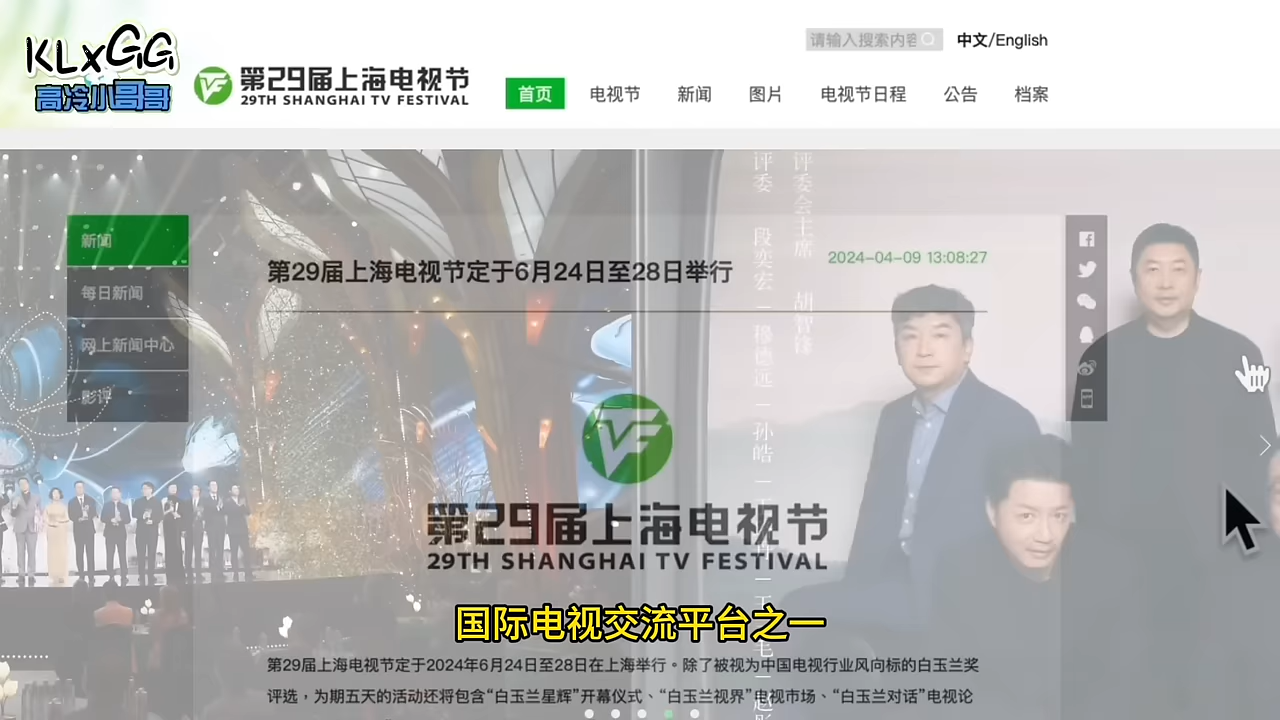 KLxGG
高冷小哥哥
第29届上海电视节
29TH SHANGHAI TV FESTIVAL
请输入搜索内容
中文/English
首页
电视节
新闻
图片
电视节日程
公告
档案
新闻
每日新闻
网上新闻中心
影评
第29届上海电视节定于6月24日至28日举行
2024-04-09 13:08:27
评委会主席 胡智锋
评委 段奕宏 | 穆德远 | 孙皓 |
第29届上海电视节
29TH SHANGHAI TV FESTIVAL
国际电视交流平台之一
第29届上海电视节定于2024年6月24日至28日在上海举行。除了被视为中国电视行业风向标的白玉兰奖
评选，为期五天的活动还将包含“白玉兰星辉”开幕仪式、“白玉兰视界”电视市场、“白玉兰对话”电视论